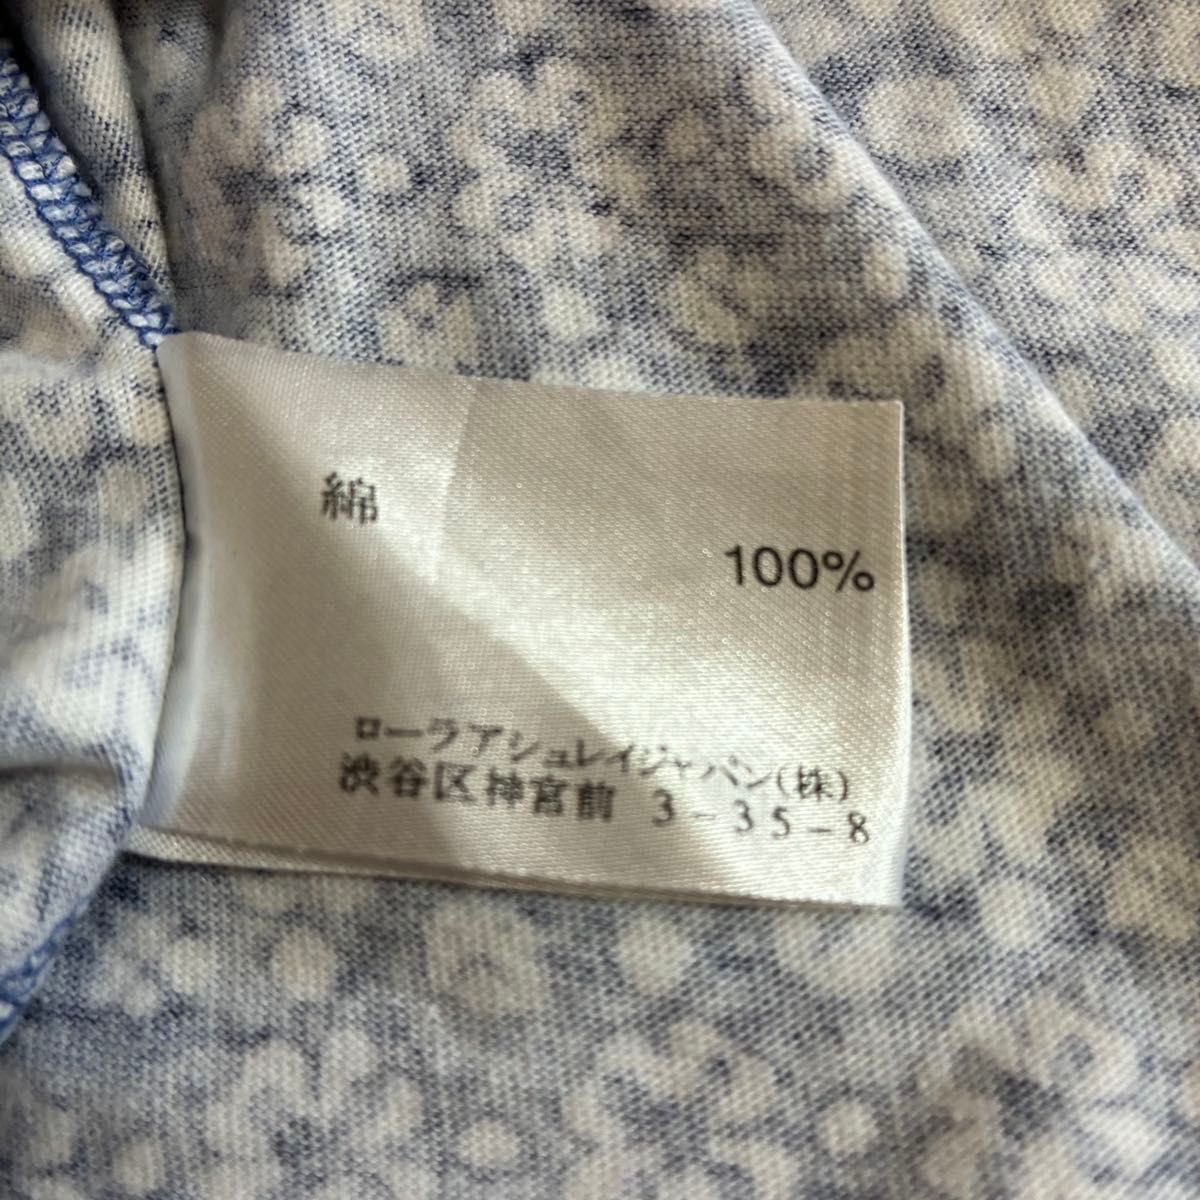 綿
100%
ローラアシュレイジャパン(株)
渋谷区神宮前 3-35-8